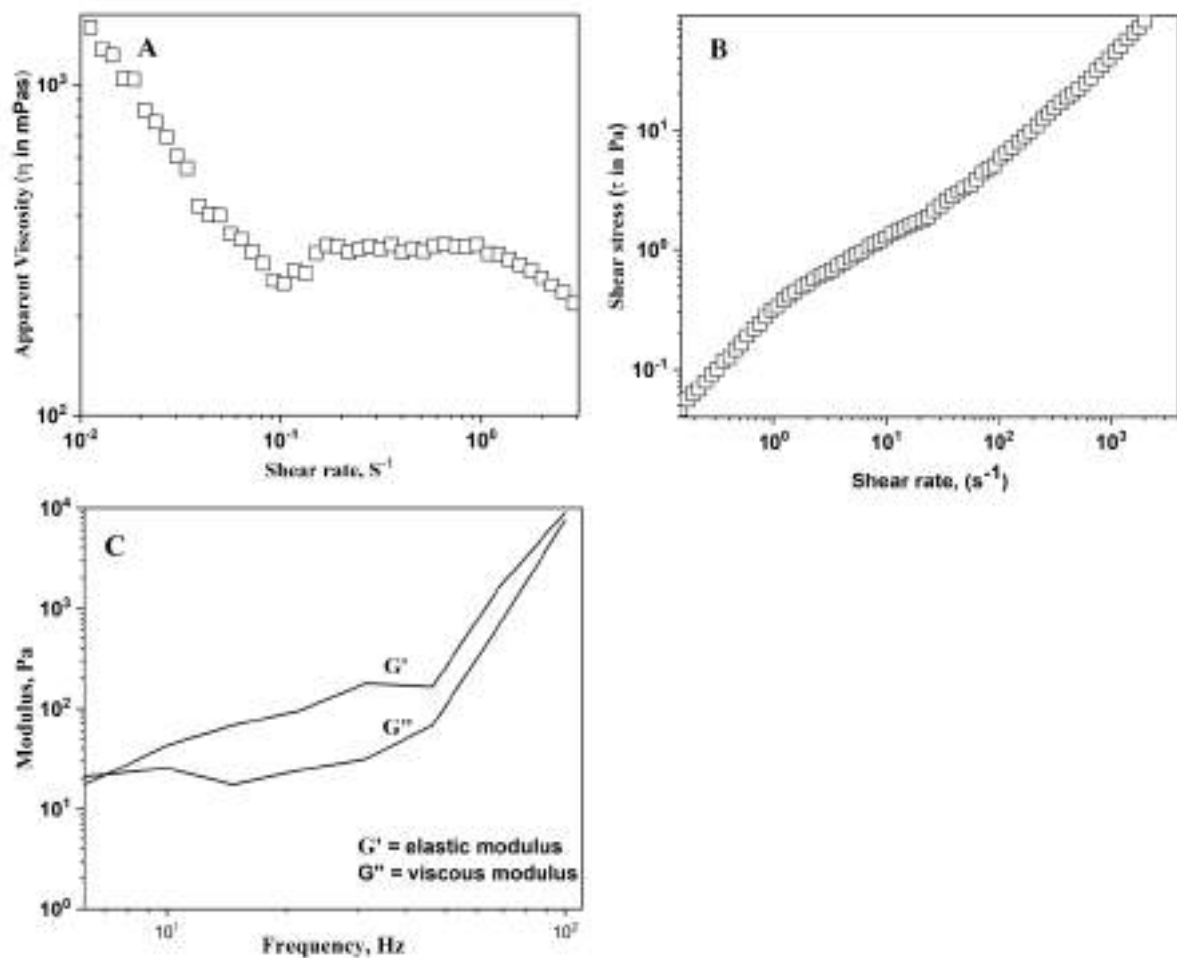 A
10³
10²
Apparent Viscosity (η in mPas)
10⁻² 10⁻¹ 10⁰
Shear rate, S⁻¹
B
10¹
10⁰
10⁻¹
Shear stress (τ in Pa)
10⁰ 10¹ 10² 10³
Shear rate, (s⁻¹)
C
10⁴
10³
10²
10¹
10⁰
Modulus, Pa
G'
G''
G' = elastic modulus
G'' = viscous modulus
10¹ 10²
Frequency, Hz